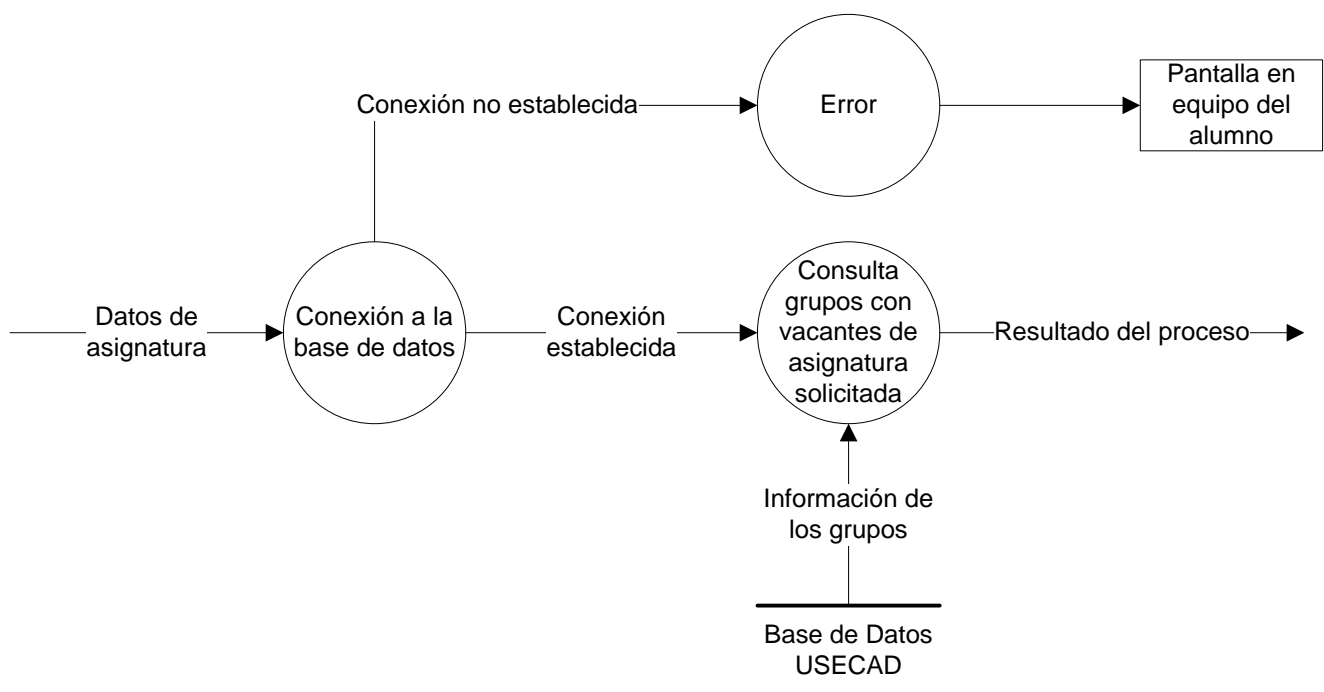 Conexión no establecida
Error
Pantalla en
equipo del
alumno
Datos de
asignatura
Conexión a la
base de datos
Conexión
establecida
Consulta
grupos con
vacantes de
asignatura
solicitada
Resultado del proceso
Información de
los grupos
Base de Datos
USECAD